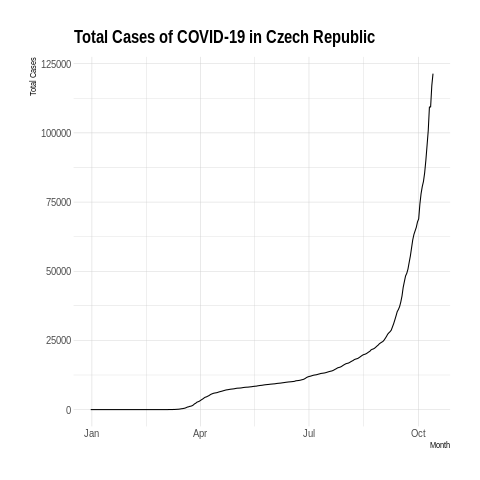 Total Cases of COVID-19 in Czech Republic
Total Cases
125000
100000
75000
50000
25000
0
Jan Apr Jul Oct
Month